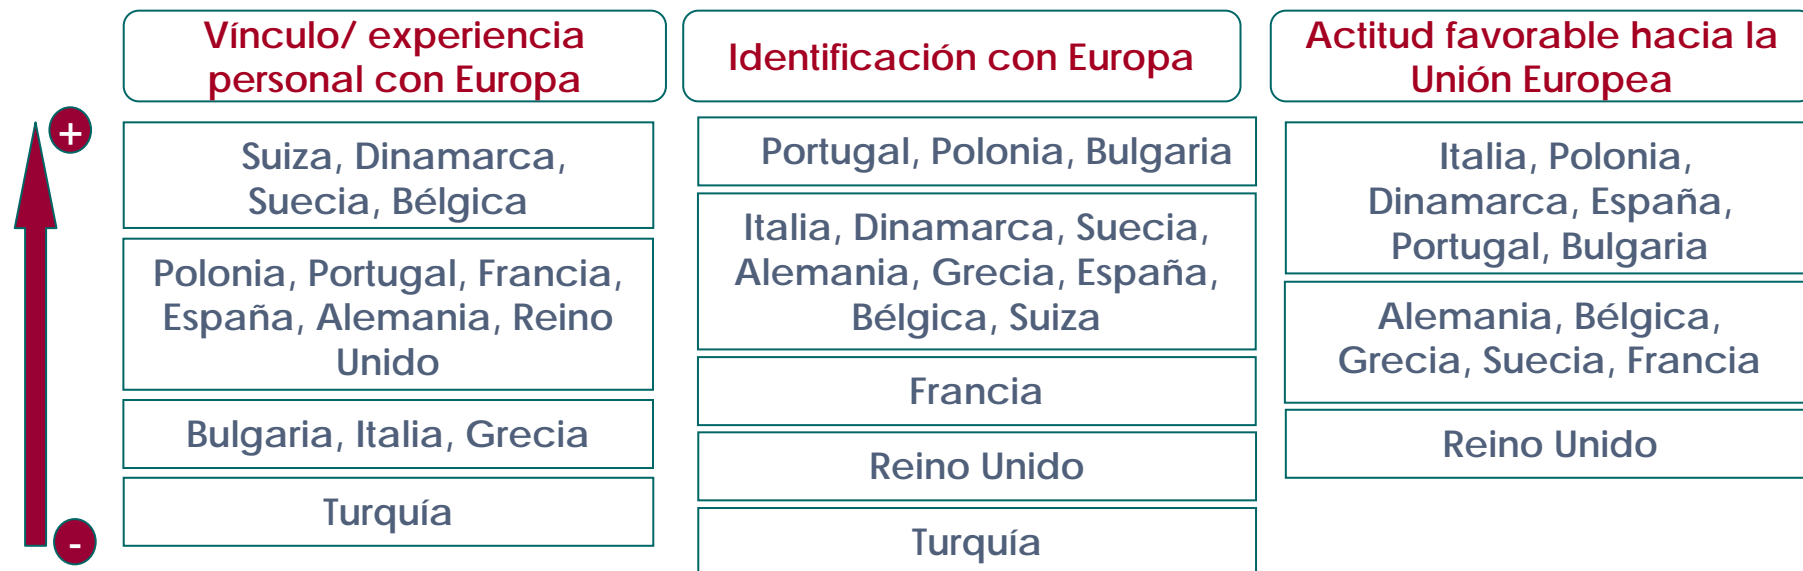 Vínculo/ experiencia
personal con Europa
Identificación con Europa
Actitud favorable hacia la
Unión Europea
+
Suiza, Dinamarca,
Suecia, Bélgica
Polonia, Portugal, Francia,
España, Alemania, Reino
Unido
Bulgaria, Italia, Grecia
Turquía
-
Portugal, Polonia, Bulgaria
Italia, Dinamarca, Suecia,
Alemania, Grecia, España,
Bélgica, Suiza
Francia
Reino Unido
Turquía
Italia, Polonia,
Dinamarca, España,
Portugal, Bulgaria
Alemania, Bélgica,
Grecia, Suecia, Francia
Reino Unido